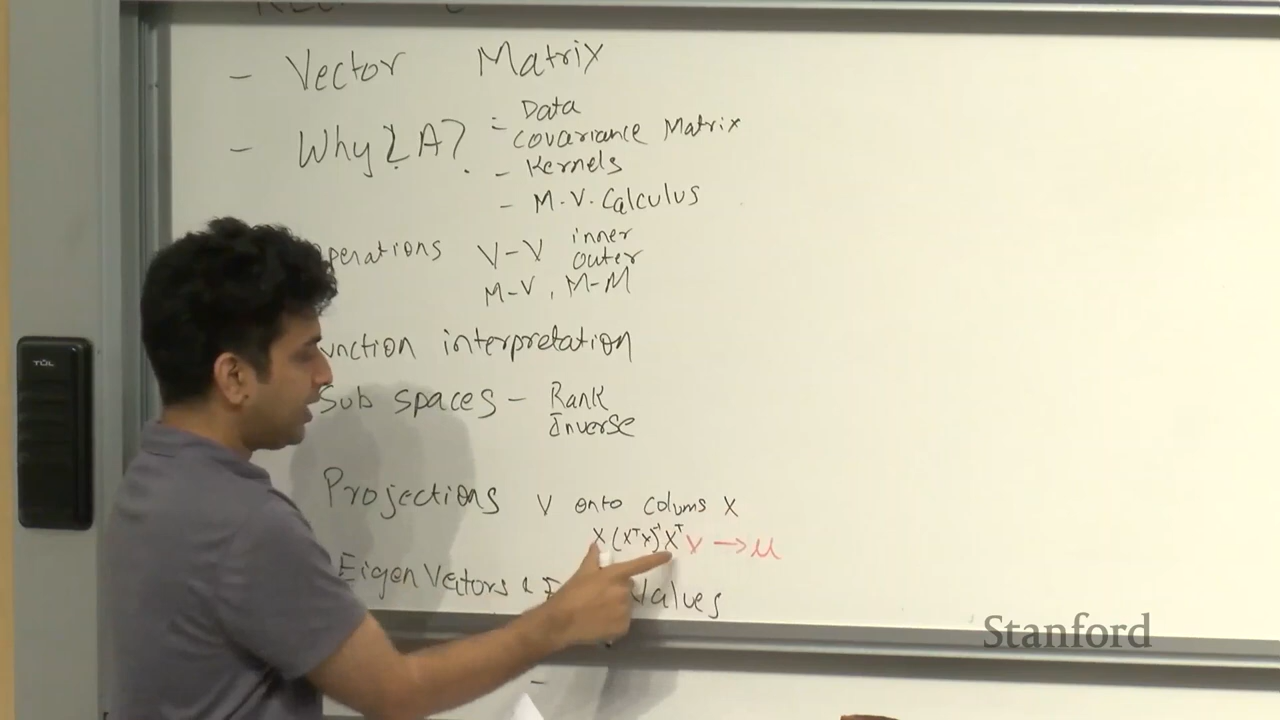 - Vector Matrix
- Why LA? - Data
Covariance Matrix
- Kernels
- M.V. Calculus
perations V-V inner
outer
M-V, M-M
unction interpretation
Sub spaces - Rank
Inverse
Projections V onto colums X
X(XᵀX)⁻¹Xᵀ V → u
Eigen Vectors & Values
Stanford
TUL